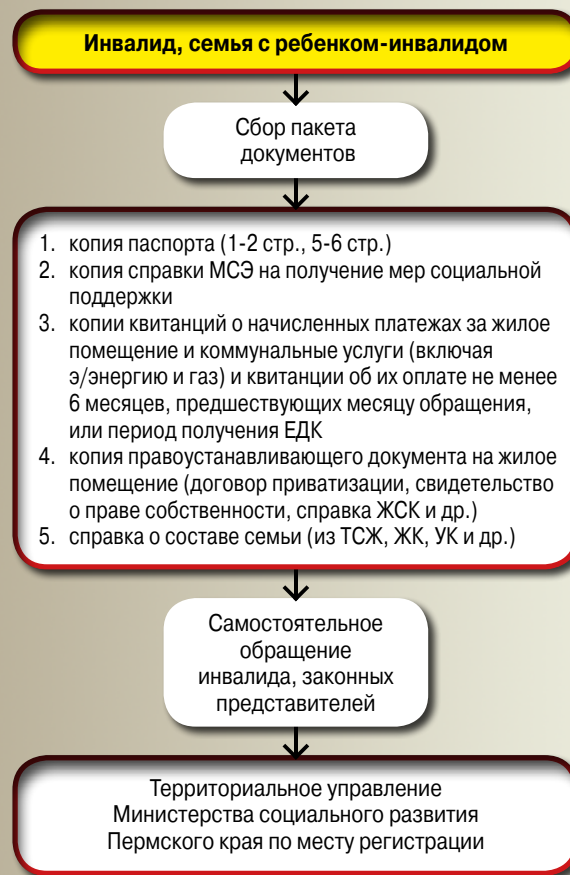 Инвалид, семья с ребенком-инвалидом
Сбор пакета
документов
1. копия паспорта (1-2 стр., 5-6 стр.)
2. копия справки МСЭ на получение мер социальной
поддержки
3. копии квитанций о начисленных платежах за жилое
помещение и коммунальные услуги (включая
э/энергию и газ) и квитанции об их оплате не менее
6 месяцев, предшествующих месяцу обращения,
или период получения ЕДК
4. копия правоустанавливающего документа на жилое
помещение (договор приватизации, свидетельство
о праве собственности, справка ЖСК и др.)
5. справка о составе семьи (из ТСЖ, ЖК, УК и др.)
Самостоятельное
обращение
инвалида, законных
представителей
Территориальное управление
Министерства социального развития
Пермского края по месту регистрации